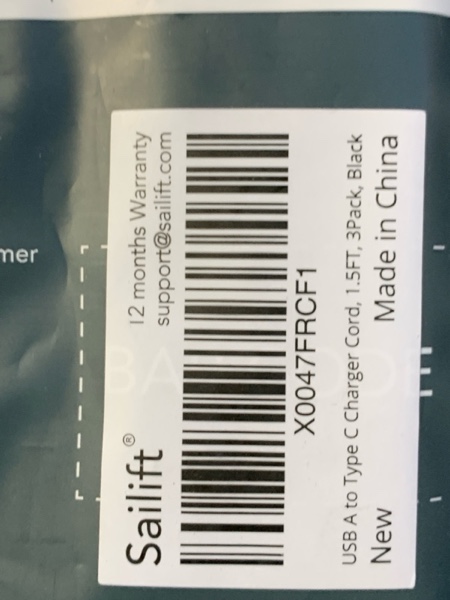 Sailift®
12 months Warranty
support@sailift.com
X0047FRCF1
USB A to Type C Charger Cord, 1.5FT, 3Pack, Black
New
Made in China
mer